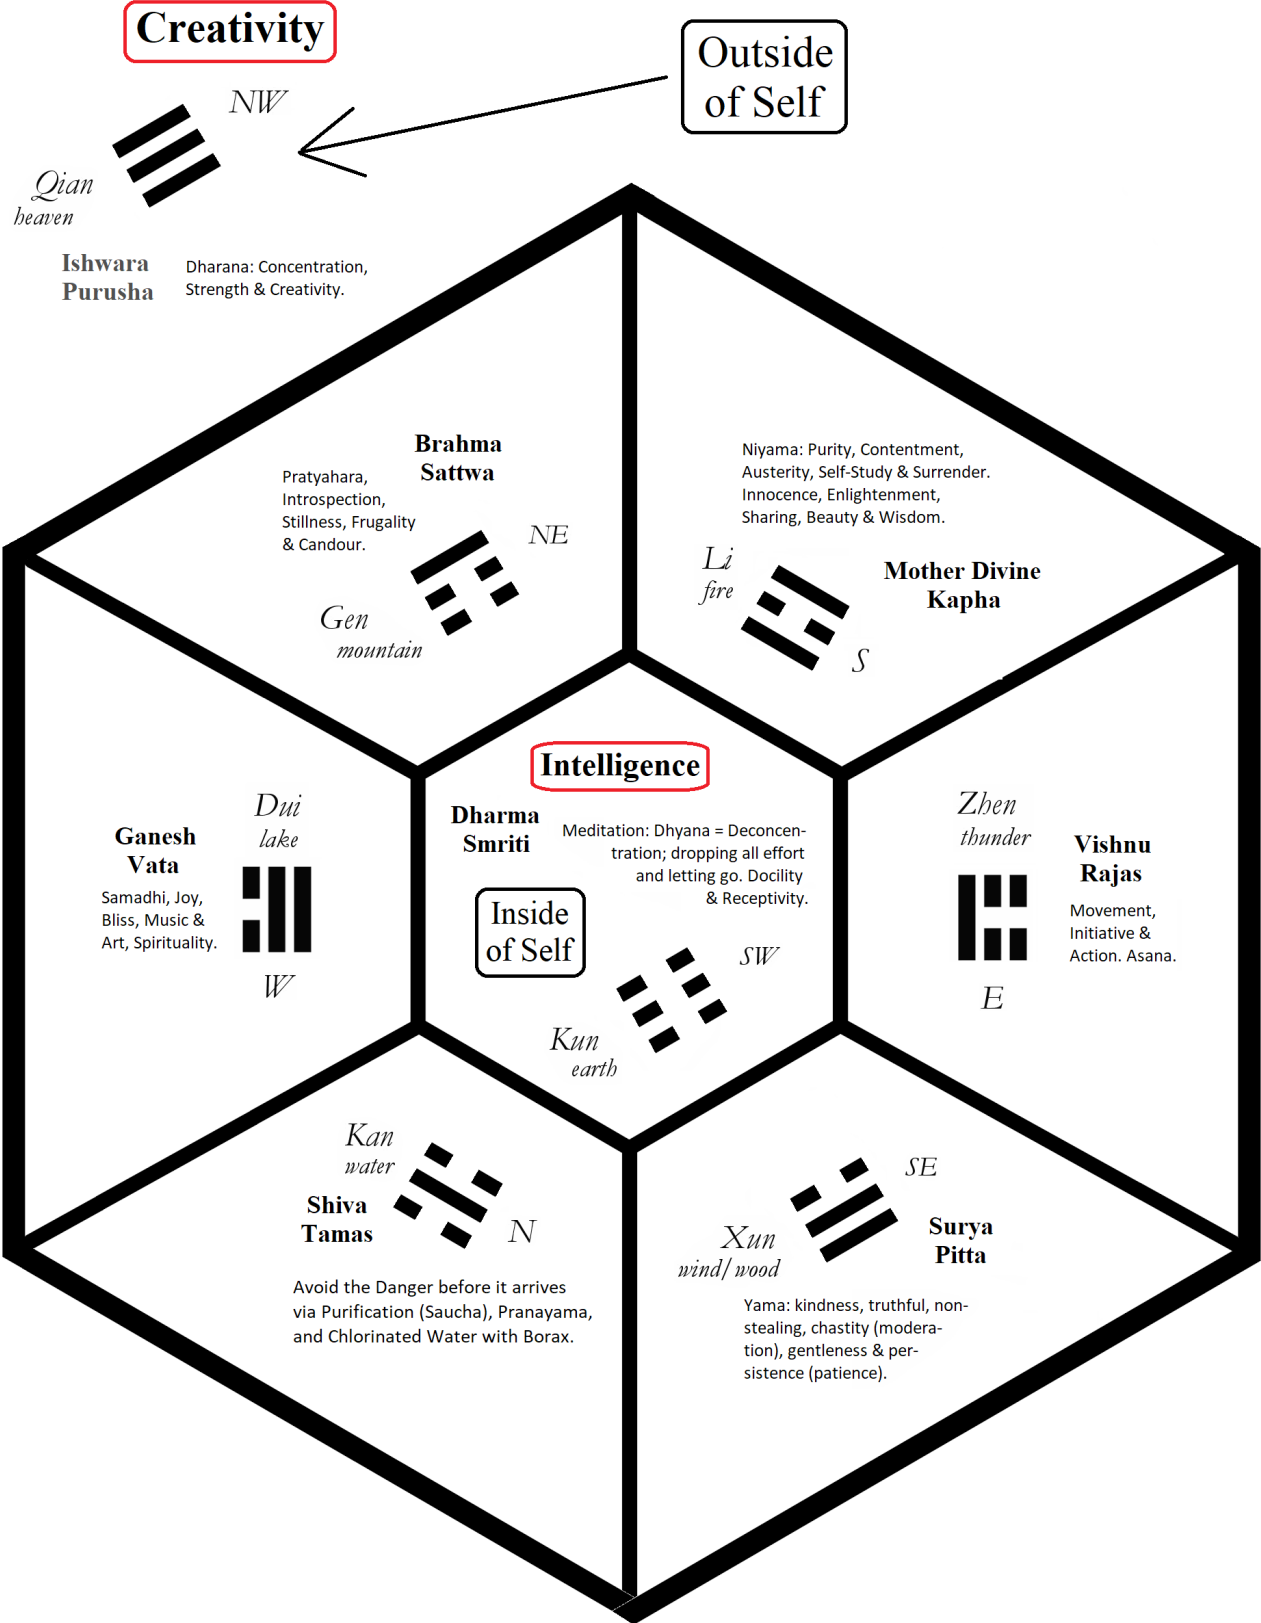 Creativity
Outside
of Self
NW
Qian
heaven
Ishwara
Purusha
Dharana: Concentration,
Strength & Creativity.
Brahma
Sattwa
Pratyahara,
Introspection,
Stillness, Frugality
& Candour.
NE
Gen
mountain
Niyama: Purity, Contentment,
Austerity, Self-Study & Surrender.
Innocence, Enlightenment,
Sharing, Beauty & Wisdom.
Li
fire
Mother Divine
Kapha
S
Dui
lake
Ganesh
Vata
Samadhi, Joy,
Bliss, Music &
Art, Spirituality.
W
Intelligence
Dharma
Smriti
Meditation: Dhyana = Deconcen-
tration; dropping all effort
and letting go. Docility
& Receptivity.
Inside
of Self
SW
Kun
earth
Zhen
thunder
Vishnu
Rajas
Movement,
Initiative &
Action. Asana.
E
Kan
water
Shiva
Tamas
N
Avoid the Danger before it arrives
via Purification (Saucha), Pranayama,
and Chlorinated Water with Borax.
SE
Xun
wind/wood
Surya
Pitta
Yama: kindness, truthful, non-
stealing, chastity (modera-
tion), gentleness & per-
sistence (patience).